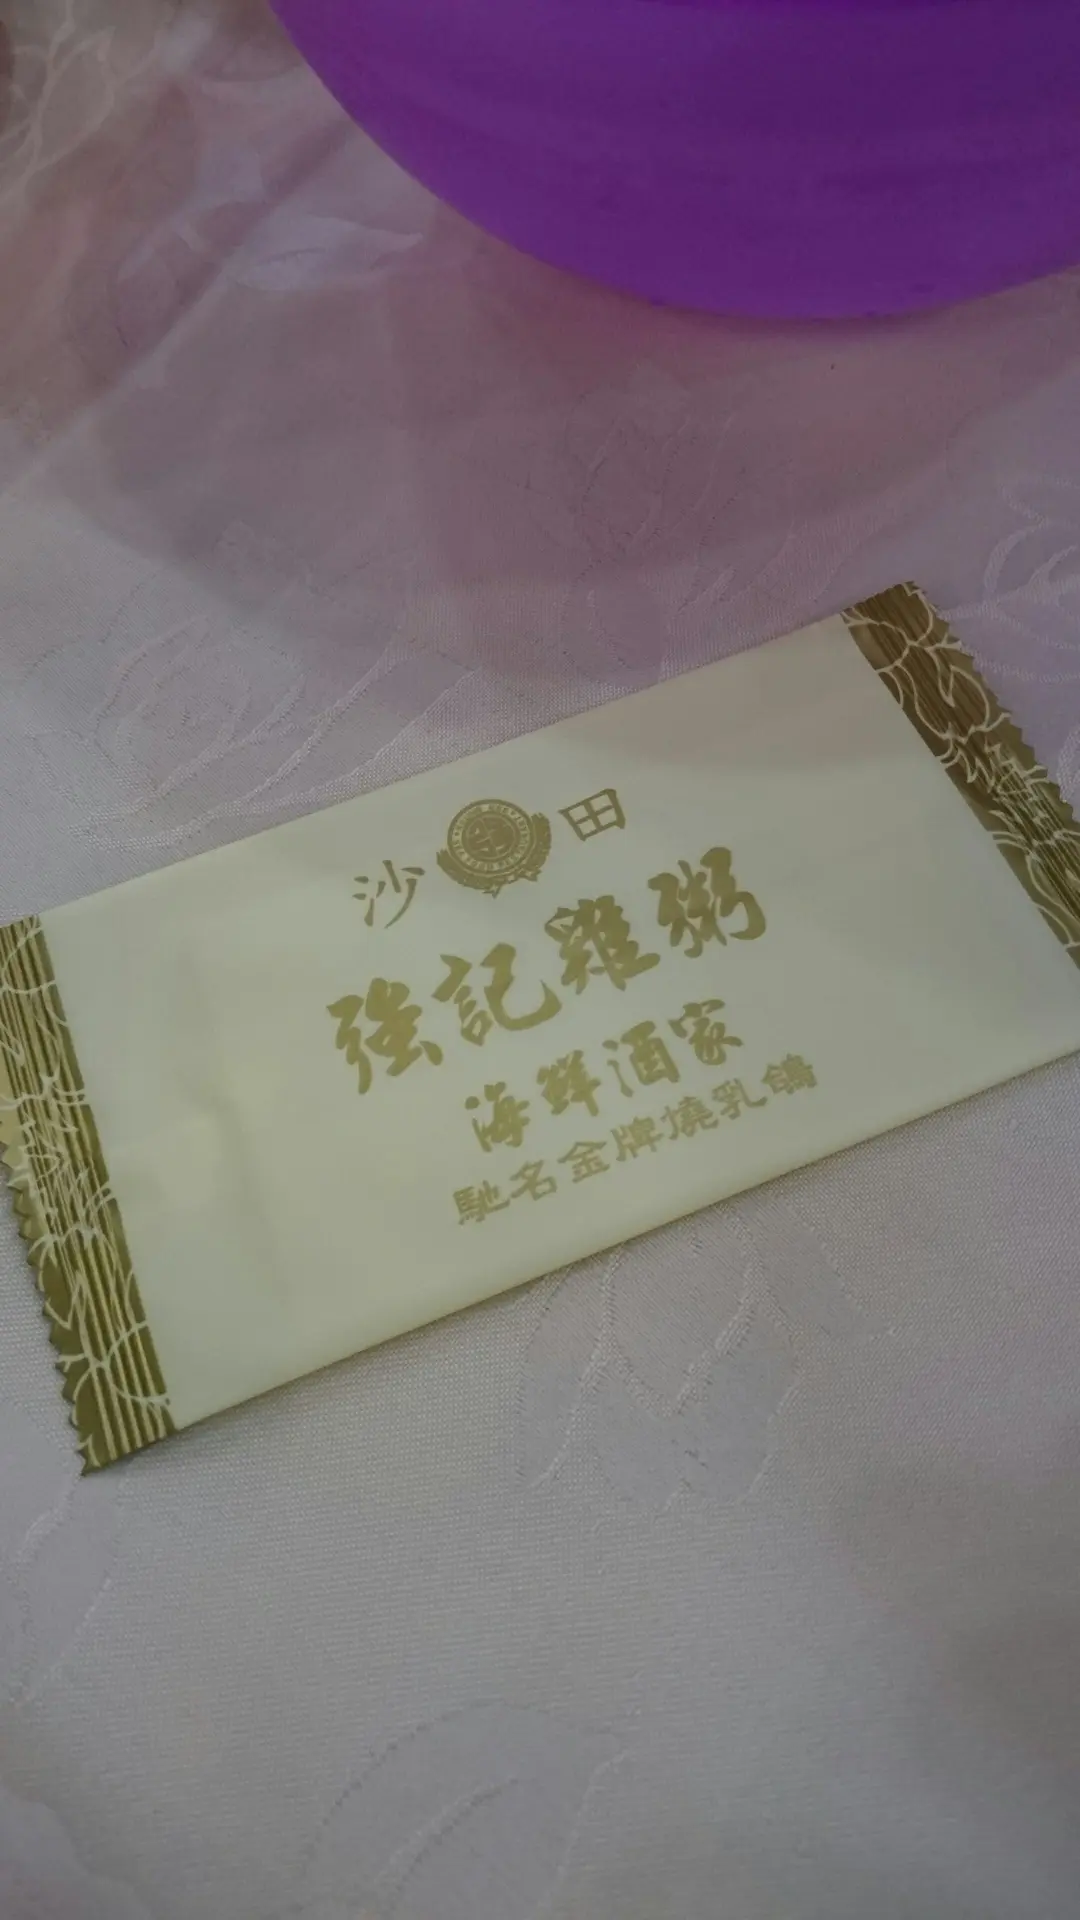 沙田
強記雞粥
海鮮酒家
馳名金牌燒乳鴿